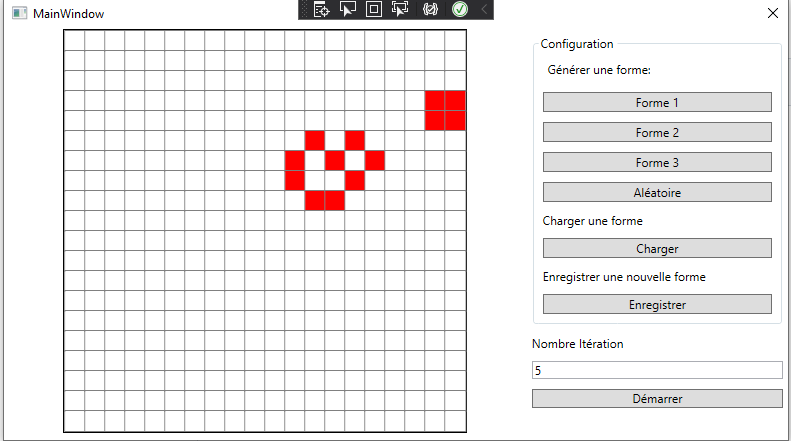 MainWindow
Configuration
Générer une forme:
Forme 1
Forme 2
Forme 3
Aléatoire
Charger une forme
Charger
Enregistrer une nouvelle forme
Enregistrer
Nombre Itération
5
Démarrer